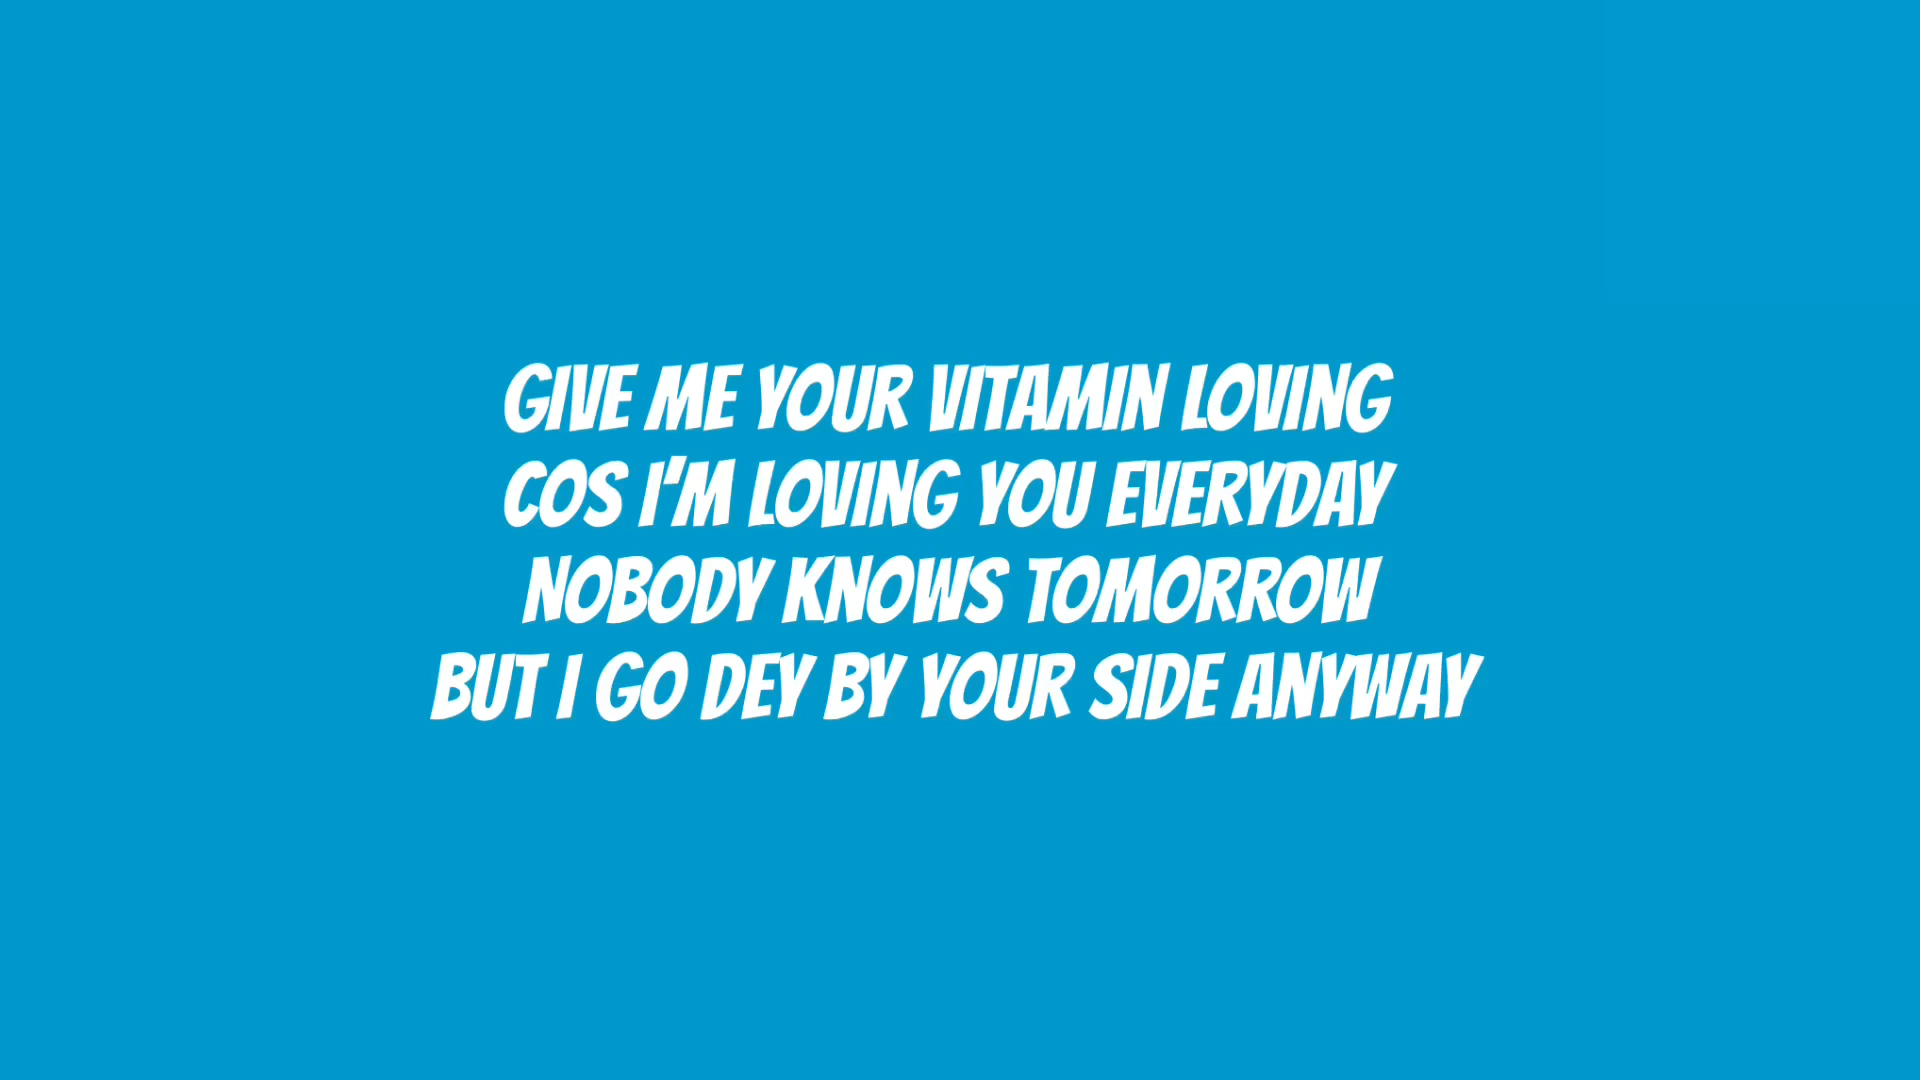 GIVE ME YOUR VITAMIN LOVING
COS I'M LOVING YOU EVERYDAY
NOBODY KNOWS TOMORROW
BUT I GO DEY BY YOUR SIDE ANYWAY